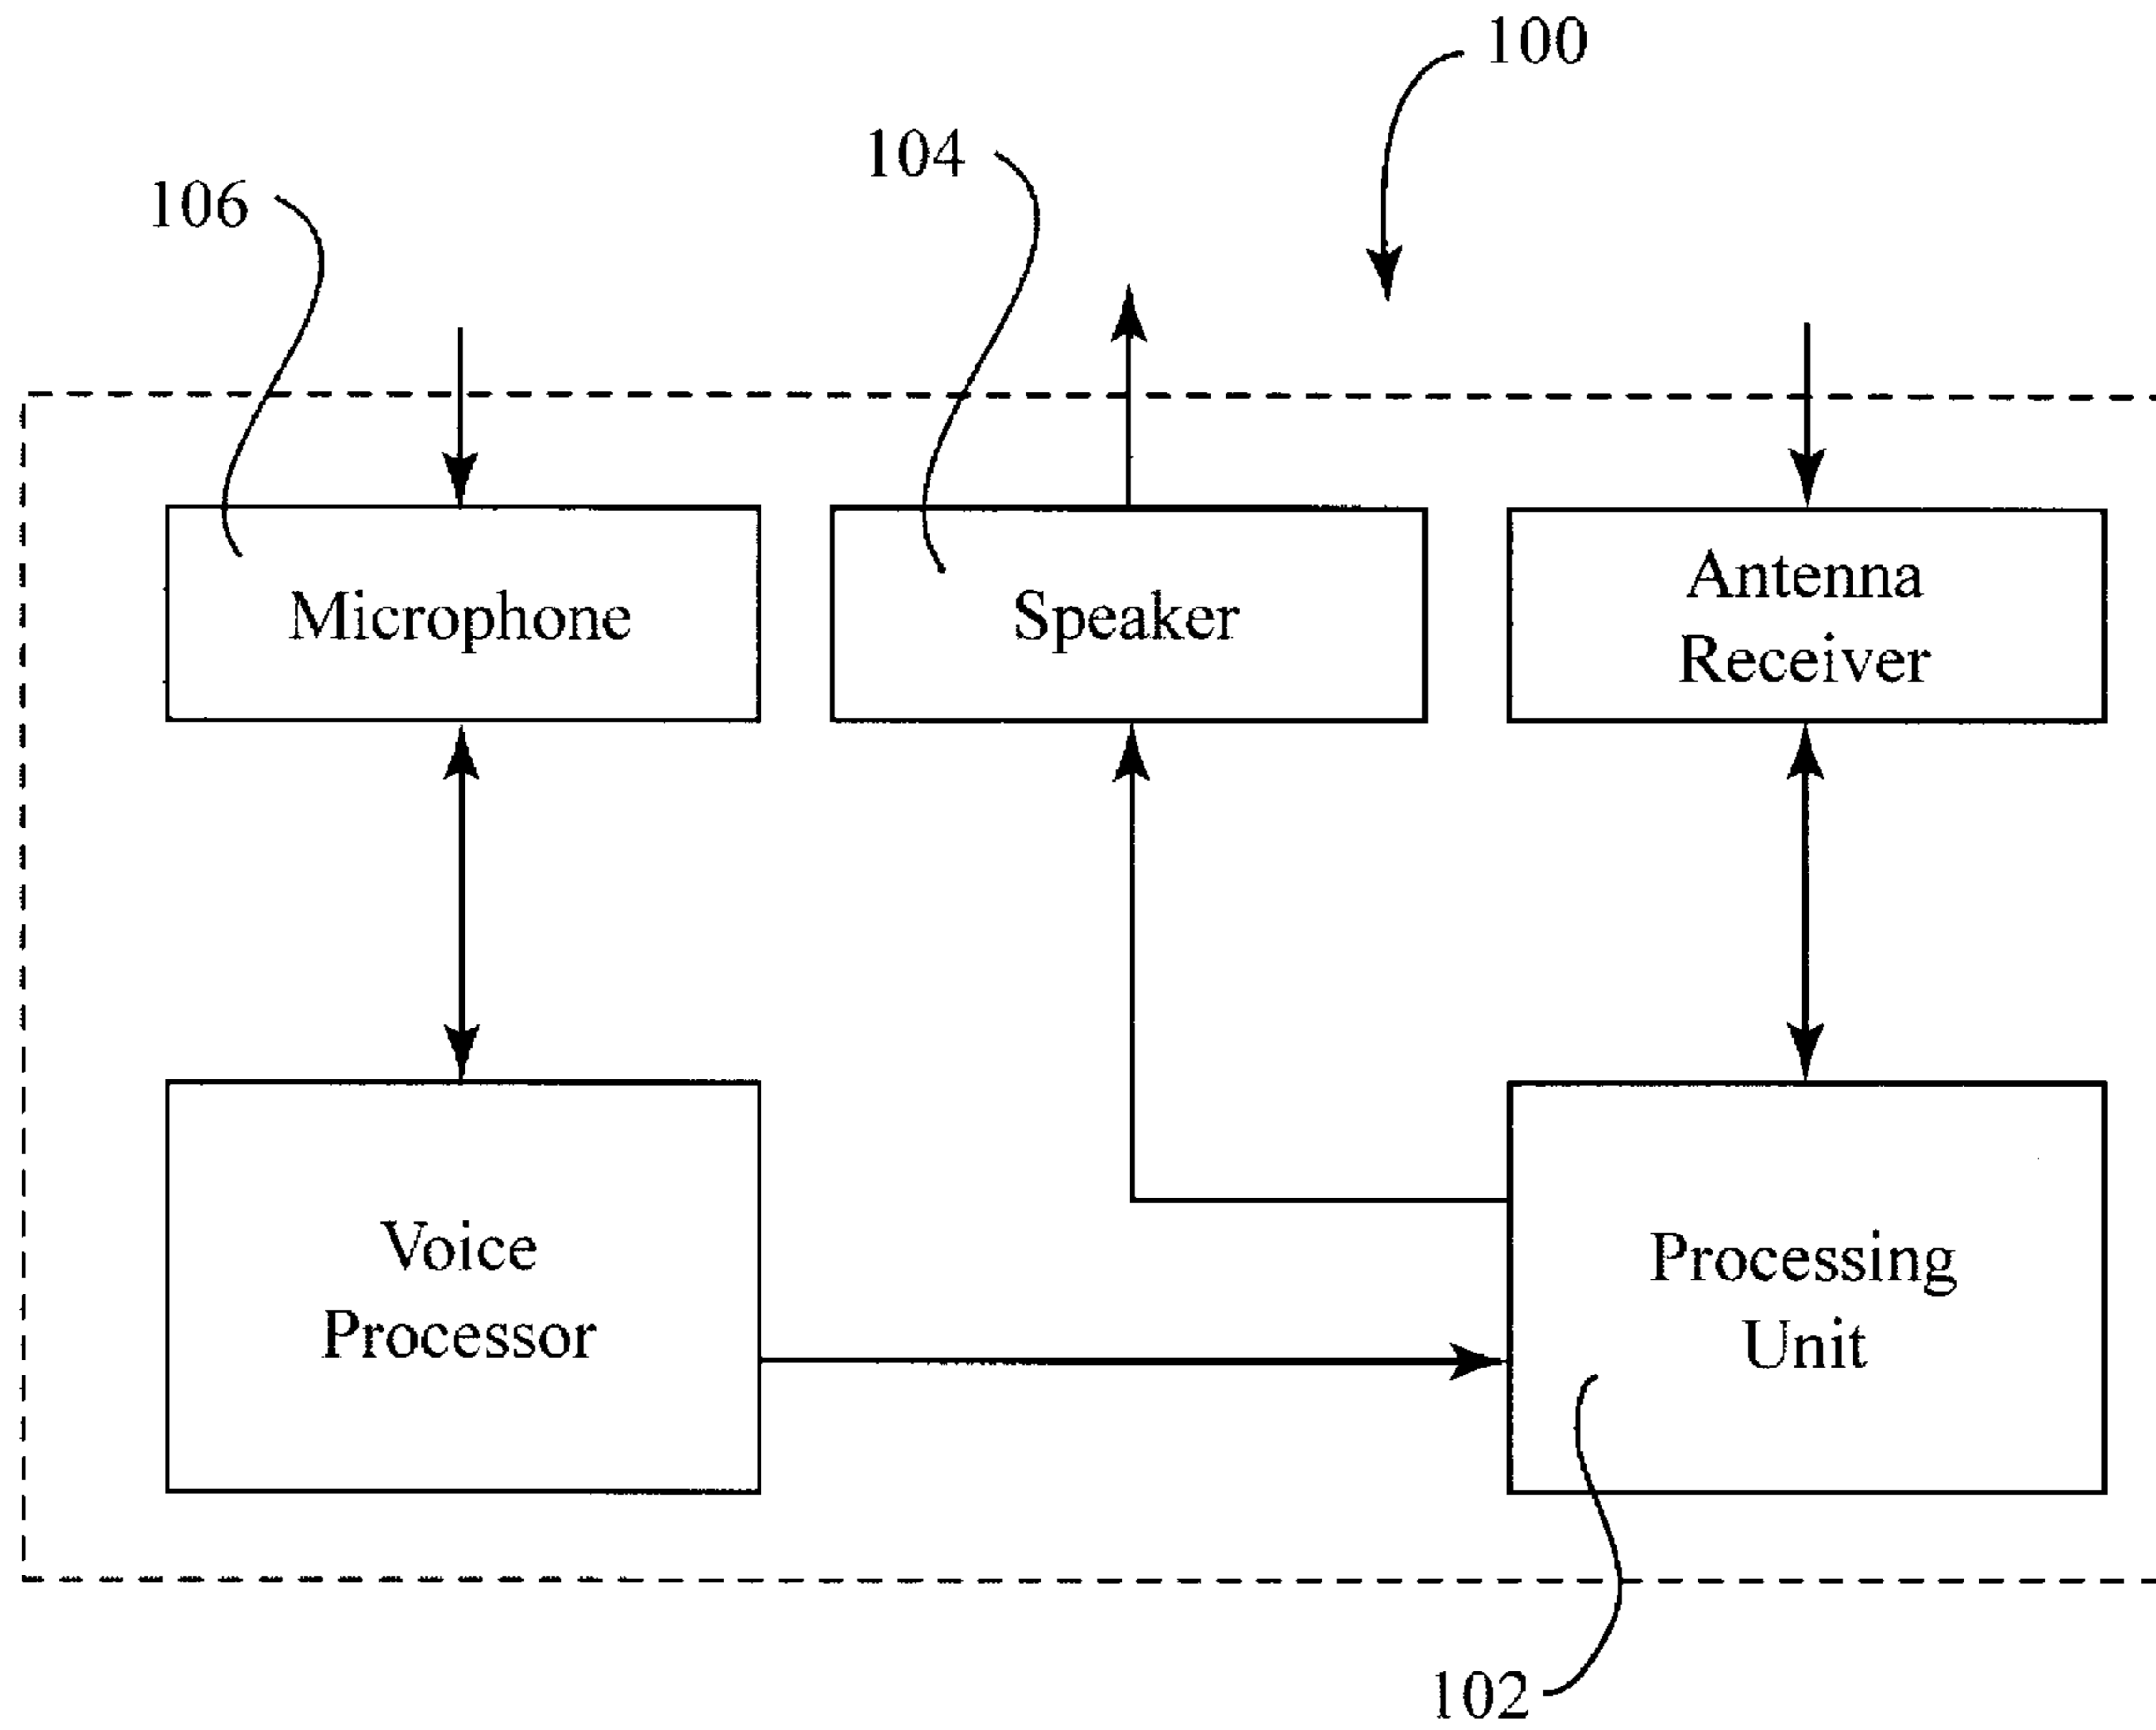 100
104
106
Microphone
Speaker
Antenna
Receiver
Voice
Processor
Processing
Unit
102